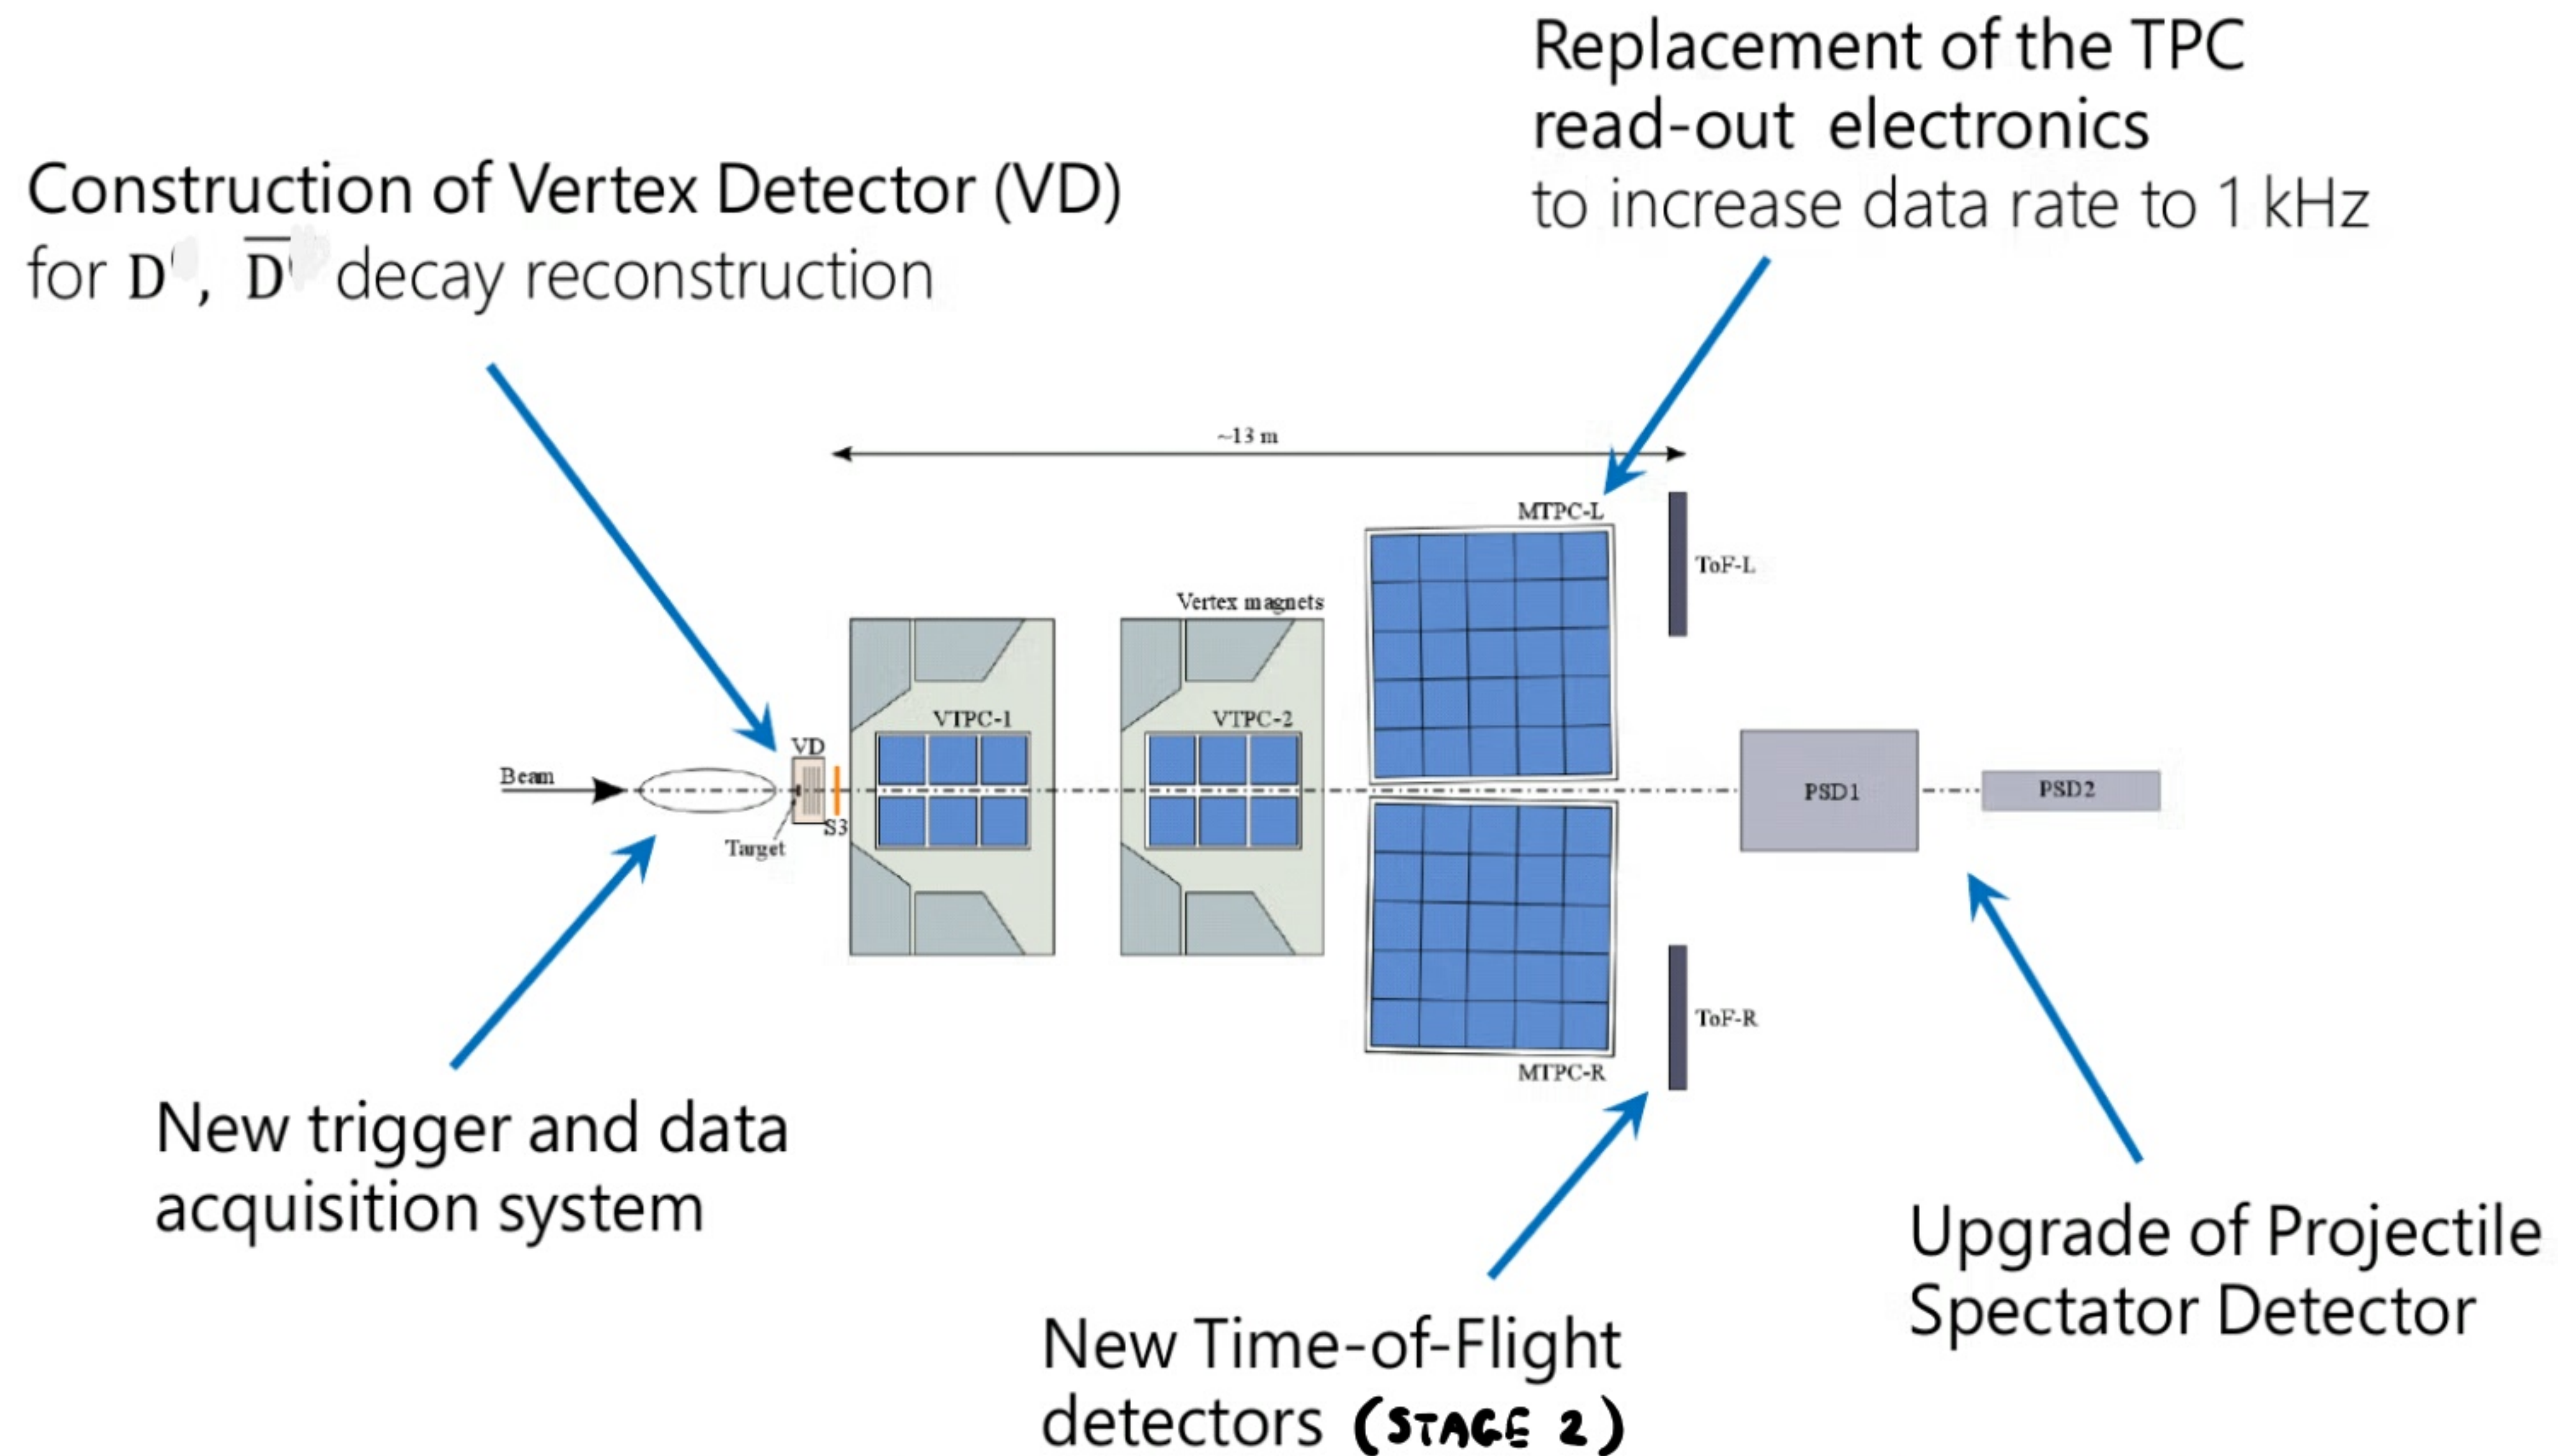 Replacement of the TPC
read-out electronics
to increase data rate to 1 kHz
Construction of Vertex Detector (VD)
for D, D̅ decay reconstruction
~13 m
MTPC-L
ToF-L
Vertex magnets
VTPC-1
VTPC-2
VD
Beam
S3
Target
PSD1
PSD2
ToF-R
MTPC-R
New trigger and data
acquisition system
Upgrade of Projectile
Spectator Detector
New Time-of-Flight
detectors (STAGE 2)